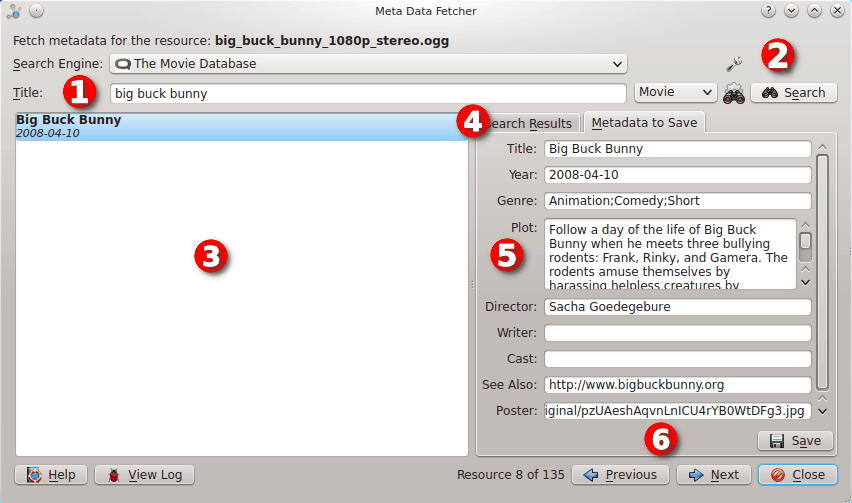 Meta Data Fetcher
Fetch metadata for the resource: big_buck_bunny_1080p_stereo.ogg
Search Engine: The Movie Database
2
1
Title: big buck bunny Movie Search
Big Buck Bunny
2008-04-10
4
Search Results Metadata to Save
Title: Big Buck Bunny
Year: 2008-04-10
Genre: Animation;Comedy;Short
Plot: Follow a day of the life of Big Buck
Bunny when he meets three bullying
rodents: Frank, Rinky, and Gamera. The
rodents amuse themselves by
harassing helpless creatures by
3
5
Director: Sacha Goedegebure
Writer:
Cast:
See Also: http://www.bigbuckbunny.org
Poster: iginal/pzUAeshAqvnLnICU4rYB0WtDFg3.jpg
6
Save
Help View Log Resource 8 of 135 Previous Next Close